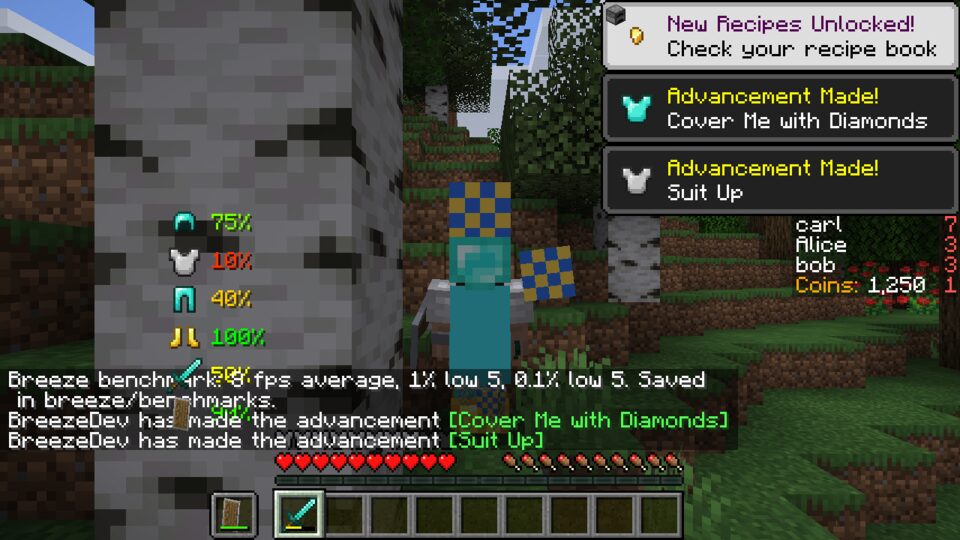 New Recipes Unlocked!
Check your recipe book
Advancement Made!
Cover Me with Diamonds
Advancement Made!
Suit Up
carl 7
Alice 3
bob 3
Coins: 1,250 1
75%
10%
40%
100%
50%
Breeze benchmark: 8 fps average, 1% low 5, 0.1% low 5. Saved
in breeze/benchmarks.
BreezeDev has made the advancement [Cover Me with Diamonds]
BreezeDev has made the advancement [Suit Up]